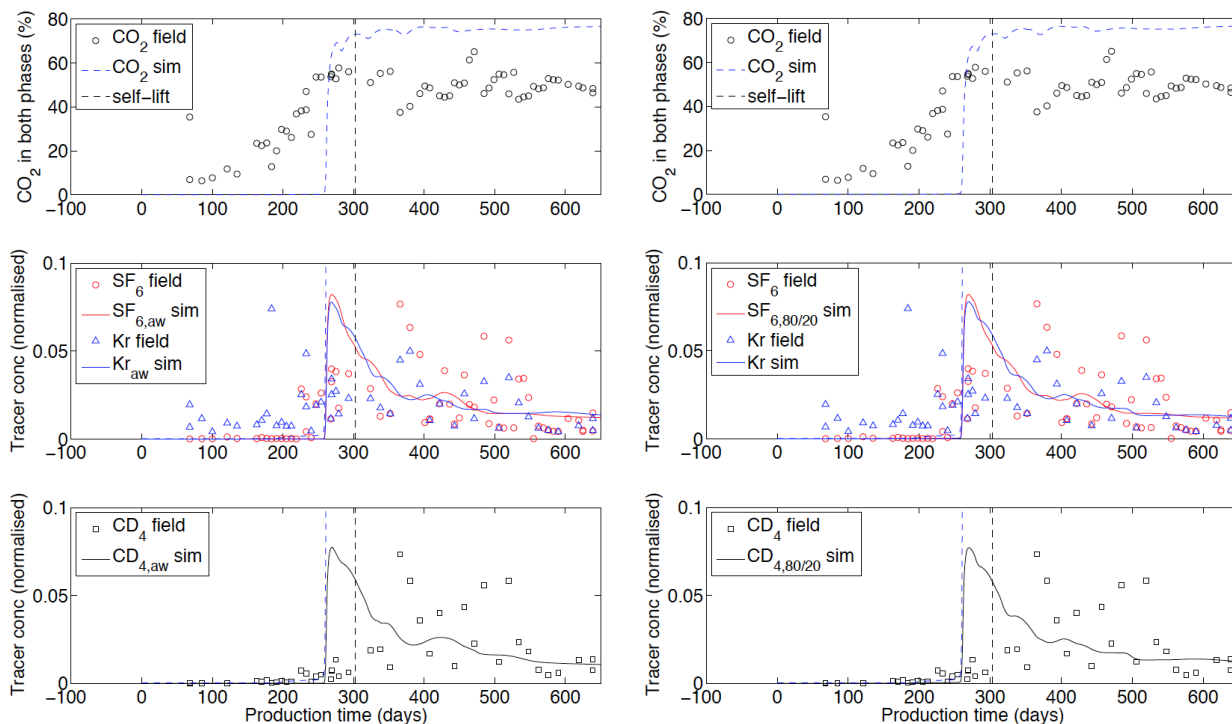 CO2 in both phases (%)
80
60
40
20
0
CO2 field
CO2 sim
self-lift
−100 0 100 200 300 400 500 600
CO2 in both phases (%)
80
60
40
20
0
CO2 field
CO2 sim
self-lift
−100 0 100 200 300 400 500 600
Tracer conc (normalised)
0.1
0.05
0
SF6 field
SF6,aw sim
Kr field
Kraw sim
−100 0 100 200 300 400 500 600
Tracer conc (normalised)
0.1
0.05
0
SF6 field
SF6,80/20 sim
Kr field
Kr sim
−100 0 100 200 300 400 500 600
Tracer conc (normalised)
0.1
0.05
0
CD4 field
CD4,aw sim
−100 0 100 200 300 400 500 600
Production time (days)
Tracer conc (normalised)
0.1
0.05
0
CD4 field
CD4,80/20 sim
−100 0 100 200 300 400 500 600
Production time (days)